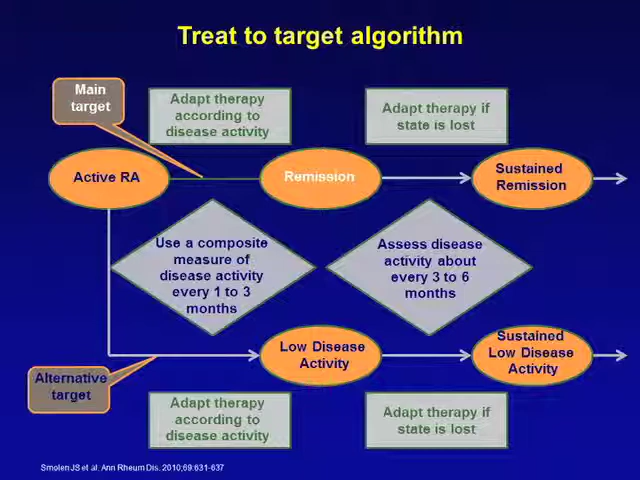 Treat to target algorithm
Main
target
Adapt therapy
according to
disease activity
Adapt therapy if
state is lost
Active RA
Remission
Sustained
Remission
Use a composite
measure of
disease activity
every 1 to 3
months
Assess disease
activity about
every 3 to 6
months
Low Disease
Activity
Sustained
Low Disease
Activity
Alternative
target
Adapt therapy
according to
disease activity
Adapt therapy if
state is lost
Smolen JS et al. Ann Rheum Dis. 2010;69:631-637